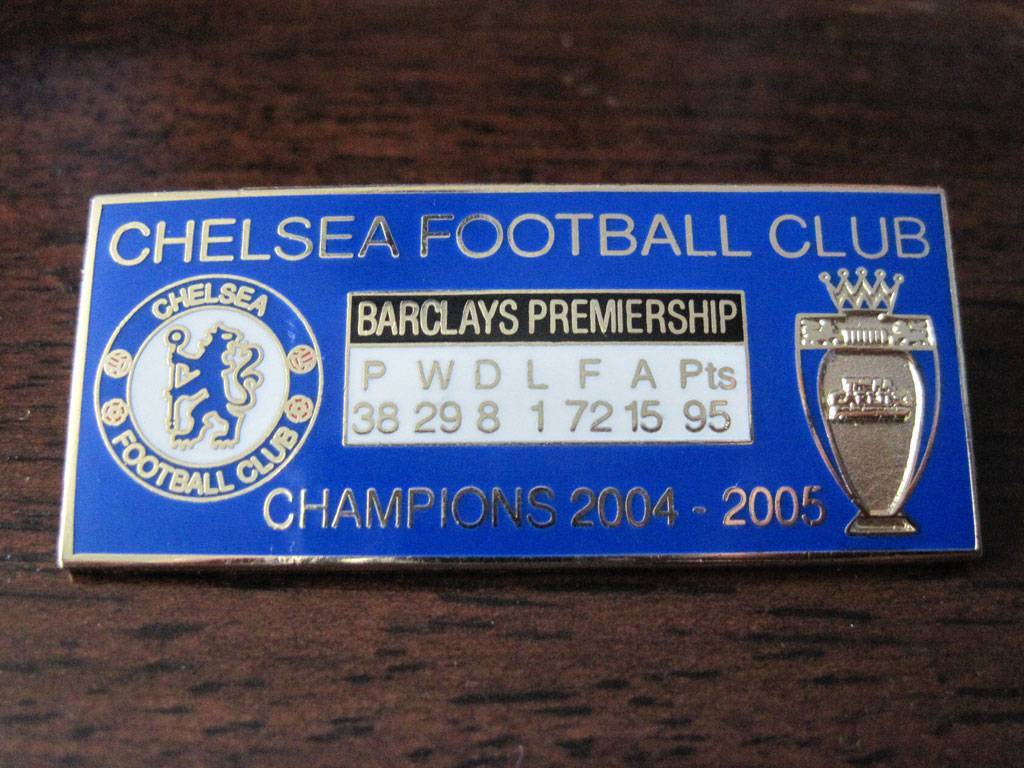 CHELSEA FOOTBALL CLUB
CHELSEA
FOOTBALL CLUB
BARCLAYS PREMIERSHIP
P W D L F A Pts
38 29 8 1 72 15 95
CHAMPIONS 2004 - 2005